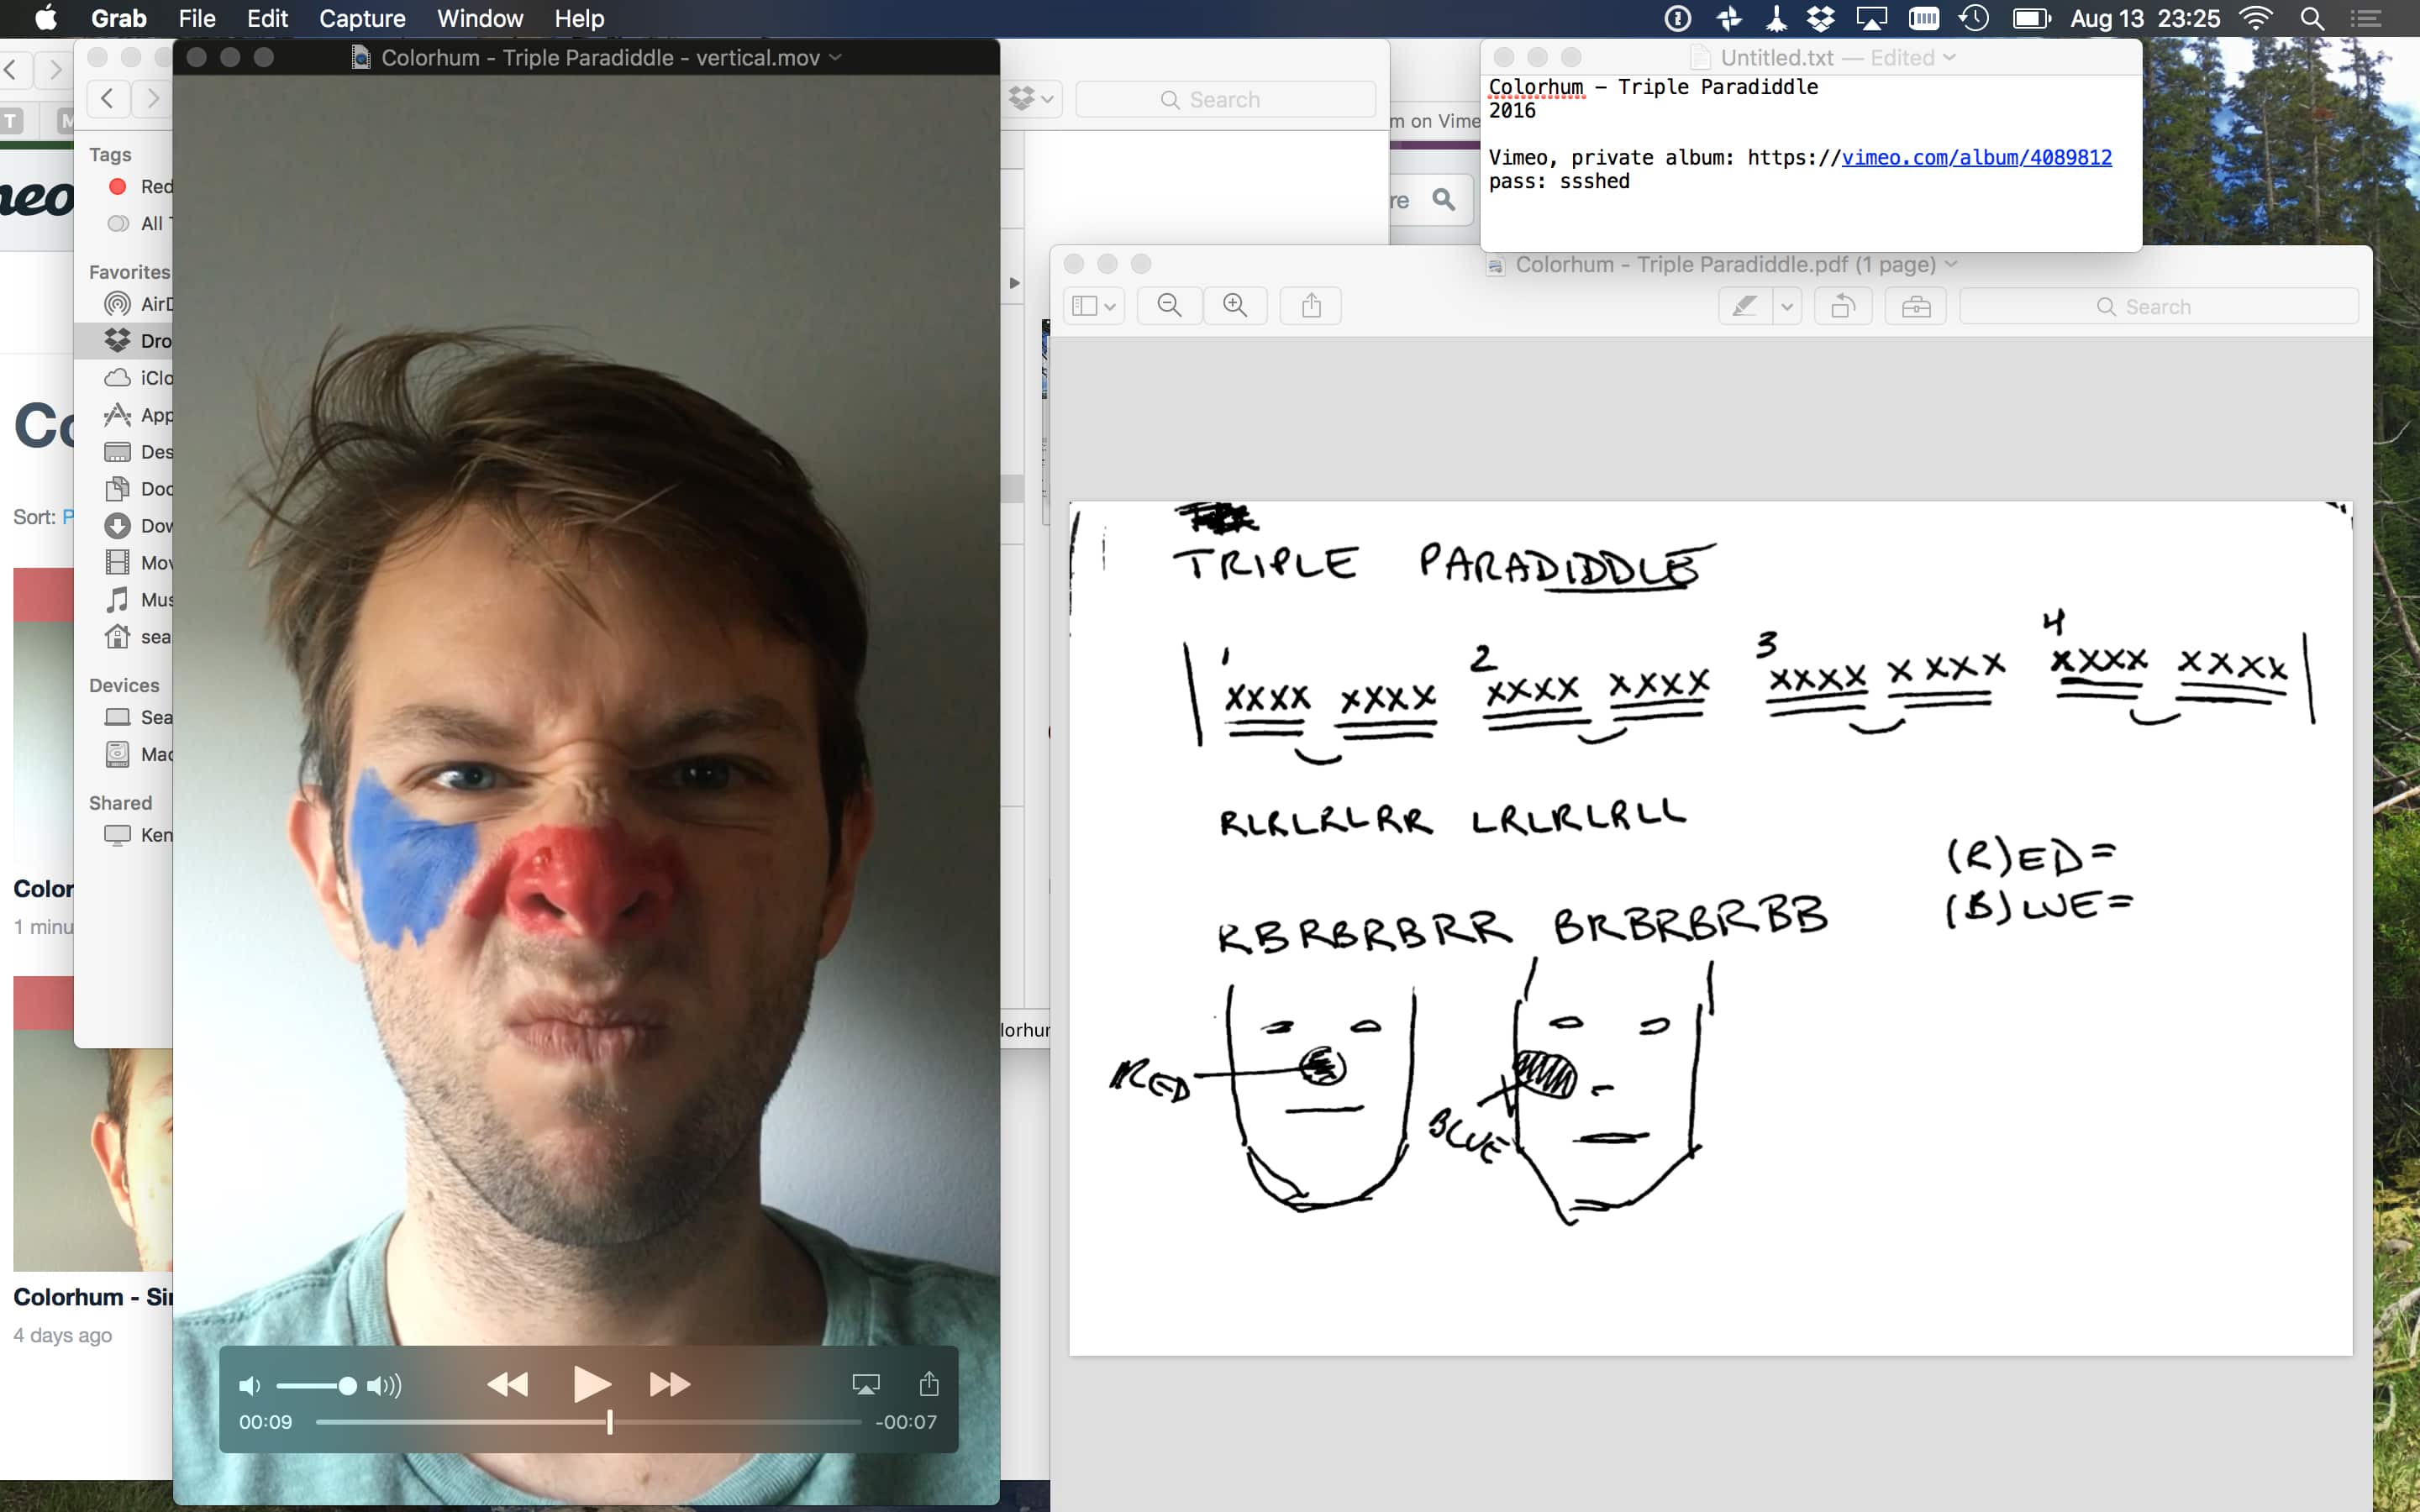 Grab File Edit Capture Window Help
Aug 13 23:25
T
M
neo
Co
Sort: P
Color
1 minu
Colorhum - Sin
4 days ago
Tags
Red
All T
Favorites
AirD
Dro
iClo
App
Des
Doc
Dow
Mov
Mus
sea
Devices
Sea
Mac
Shared
Ken
Colorhum - Triple Paradiddle - vertical.mov
00:09
-00:07
Search
m on Vime
re
lorhur
Untitled.txt — Edited
Colorhum – Triple Paradiddle
2016
Vimeo, private album: https://vimeo.com/album/4089812
pass: ssshed
Colorhum - Triple Paradiddle.pdf (1 page)
Search
TRIPLE PARADIDDLE
1 2 3 4
xxxx xxxx xxxx xxxx xxxx xxxx xxxx xxxx
RLRLRLRR LRLRLRLL
(R)ED=
(B)LUE=
RBRBRBRR BRBRBRBB
RED
BLUE